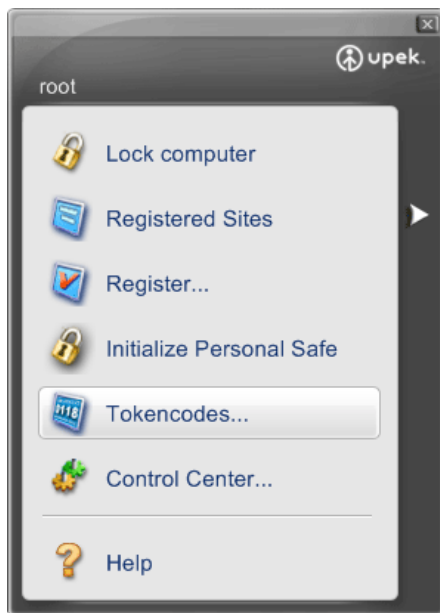 upek.
root
Lock computer
Registered Sites
Register...
Initialize Personal Safe
Tokencodes...
Control Center...
Help